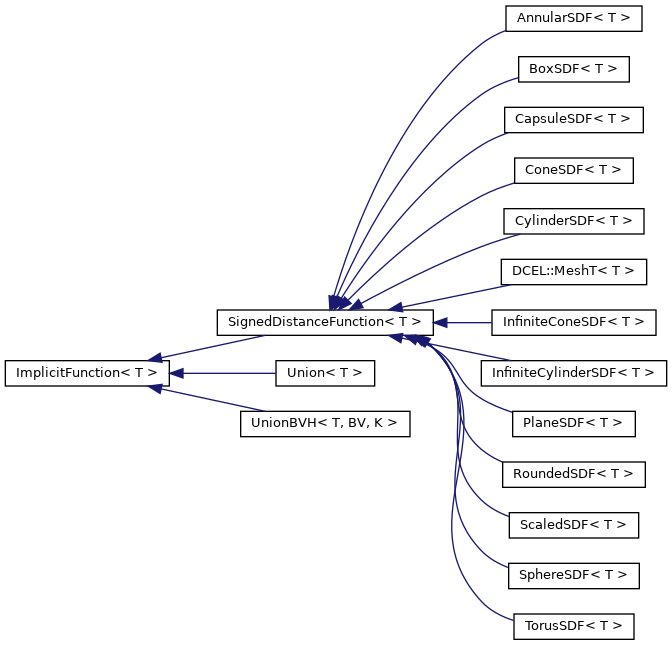 AnnularSDF< T >
BoxSDF< T >
CapsuleSDF< T >
ConeSDF< T >
CylinderSDF< T >
DCEL::MeshT< T >
SignedDistanceFunction< T >
InfiniteConeSDF< T >
ImplicitFunction< T >
Union< T >
InfiniteCylinderSDF< T >
UnionBVH< T, BV, K >
PlaneSDF< T >
RoundedSDF< T >
ScaledSDF< T >
SphereSDF< T >
TorusSDF< T >